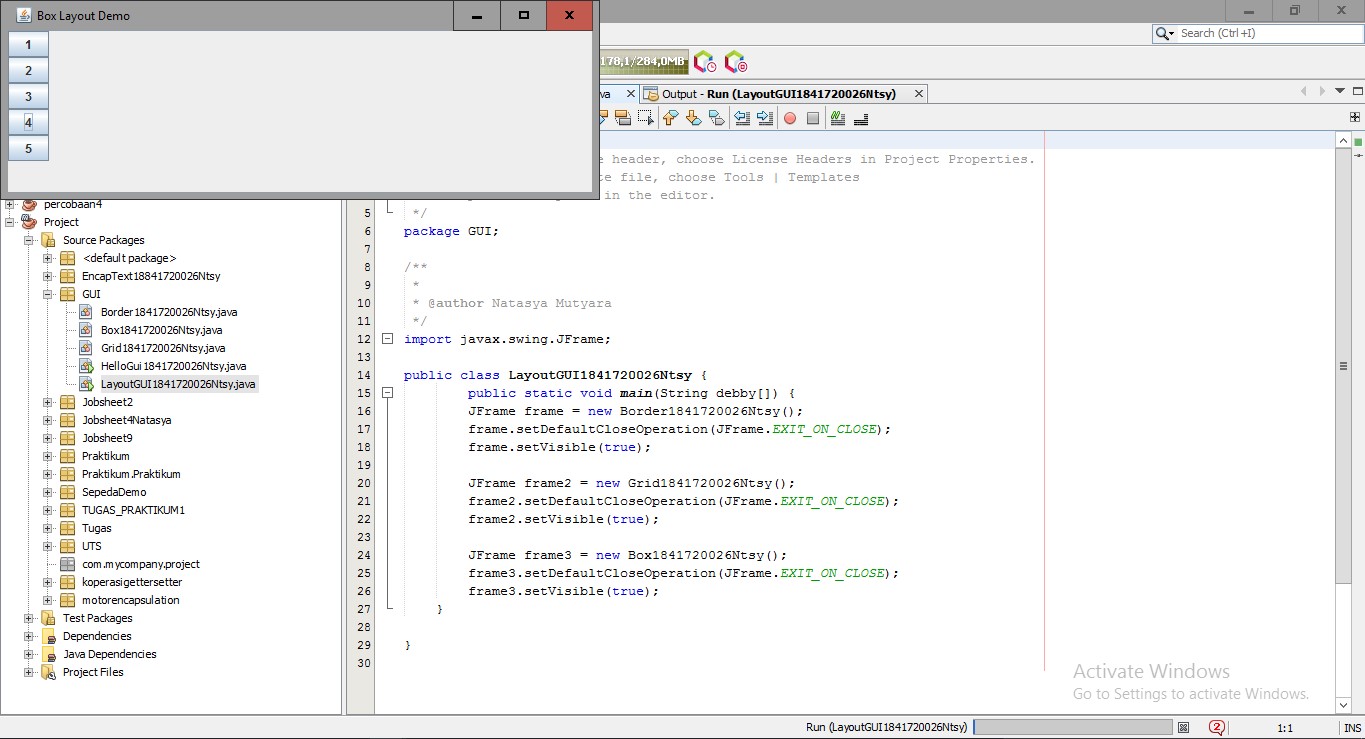 Box Layout Demo
1
2
3
4
5
Search (Ctrl+I)
178,1/284,0MB
Output - Run (LayoutGUI1841720026Ntsy)
header, choose License Headers in Project Properties.
file, choose Tools | Templates
in the editor.
percobaan4
Project
Source Packages
<default package>
EncapText18841720026Ntsy
GUI
Border1841720026Ntsy.java
Box1841720026Ntsy.java
Grid1841720026Ntsy.java
HelloGui1841720026Ntsy.java
LayoutGUI1841720026Ntsy.java
Jobsheet2
Jobsheet4Natasya
Jobsheet9
Praktikum
Praktikum.Praktikum
SepedaDemo
TUGAS_PRAKTIKUM1
Tugas
UTS
com.mycompany.project
koperasigettersetter
motorencapsulation
Test Packages
Dependencies
Java Dependencies
Project Files
5 */
6 package GUI;
7
8 /**
9 *
10 * @author Natasya Mutyara
11 */
12 import javax.swing.JFrame;
13
14 public class LayoutGUI1841720026Ntsy {
15 public static void main(String debby[]) {
16 JFrame frame = new Border1841720026Ntsy();
17 frame.setDefaultCloseOperation(JFrame.EXIT_ON_CLOSE);
18 frame.setVisible(true);
19
20 JFrame frame2 = new Grid1841720026Ntsy();
21 frame2.setDefaultCloseOperation(JFrame.EXIT_ON_CLOSE);
22 frame2.setVisible(true);
23
24 JFrame frame3 = new Box1841720026Ntsy();
25 frame3.setDefaultCloseOperation(JFrame.EXIT_ON_CLOSE);
26 frame3.setVisible(true);
27 }
28
29 }
30
Activate Windows
Go to Settings to activate Windows.
Run (LayoutGUI1841720026Ntsy)
2
1:1
INS